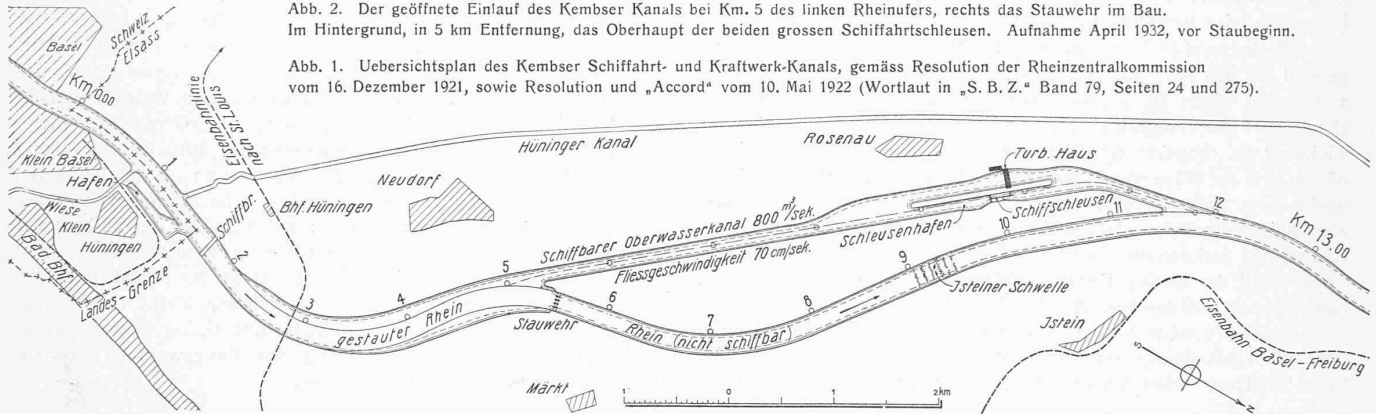 Abb. 2. Der geöffnete Einlauf des Kembser Kanals bei Km. 5 des linken Rheinufers, rechts das Stauwehr im Bau.
Im Hintergrund, in 5 km Entfernung, das Oberhaupt der beiden grossen Schiffahrtschleusen. Aufnahme April 1932, vor Staubeginn.
Abb. 1. Uebersichtsplan des Kembser Schiffahrt- und Kraftwerk-Kanals, gemäss Resolution der Rheinzentralkommission
vom 16. Dezember 1921, sowie Resolution und „Accord“ vom 10. Mai 1922 (Wortlaut in „S. B. Z.“ Band 79, Seiten 24 und 275).
Basel
Schweiz
Elsass
Km 0.00
1
Eisenbahnlinie
nach St. Louis
Klein Basel
Hafen
Wiese
Klein
Hüningen
Bad. Bhf.
Landes-Grenze
Schiffbr.
2
Bhf. Hüningen
Neudorf
Hüninger Kanal
Rosenau
Turb. Haus
Schiffschleusen
Schleusenhafen
Schiffbarer Oberwasserkanal 800 m³/sek.
Fliessgeschwindigkeit 70 cm/sek.
3
4
5
gestauter Rhein
Stauwehr
6
7
Rhein (nicht schiffbar)
8
9
Jsteiner Schwelle
10
11
12
Km 13.00
Jstein
Eisenbahn Basel-Freiburg
Märkt
1 0 1 2 km
S
N